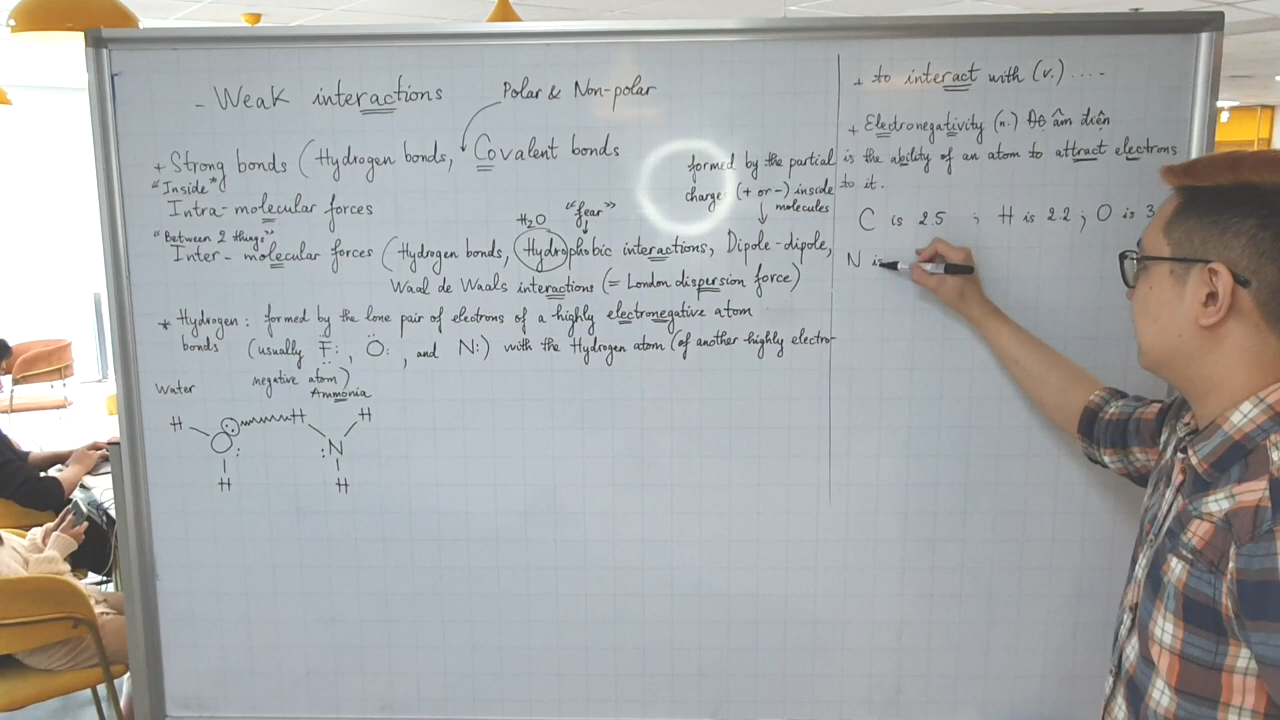 - Weak interactions
Polar & Non-polar
+ Strong bonds (Hydrogen bonds, Covalent bonds
"Inside"
Intra-molecular forces
"Between 2 things"
H2O "fear"
Inter-molecular forces (Hydrogen bonds, Hydrophobic interactions, Dipole-dipole,
Waal de Waals interactions (= London dispersion force)
formed by the partial
charge (+ or -) inside
molecules
* Hydrogen: formed by the lone pair of electrons of a highly electronegative atom
bonds (usually F:, O:, and N:) with the Hydrogen atom (of another highly electro-
negative atom)
Water
Ammonia
H O H H
N
H H
+ to interact with (v.) ....
+ Electronegativity (n.) Độ âm điện
is the ability of an atom to attract electrons
to it.
C is 2.5 ; H is 2.2 ; O is 3
N is